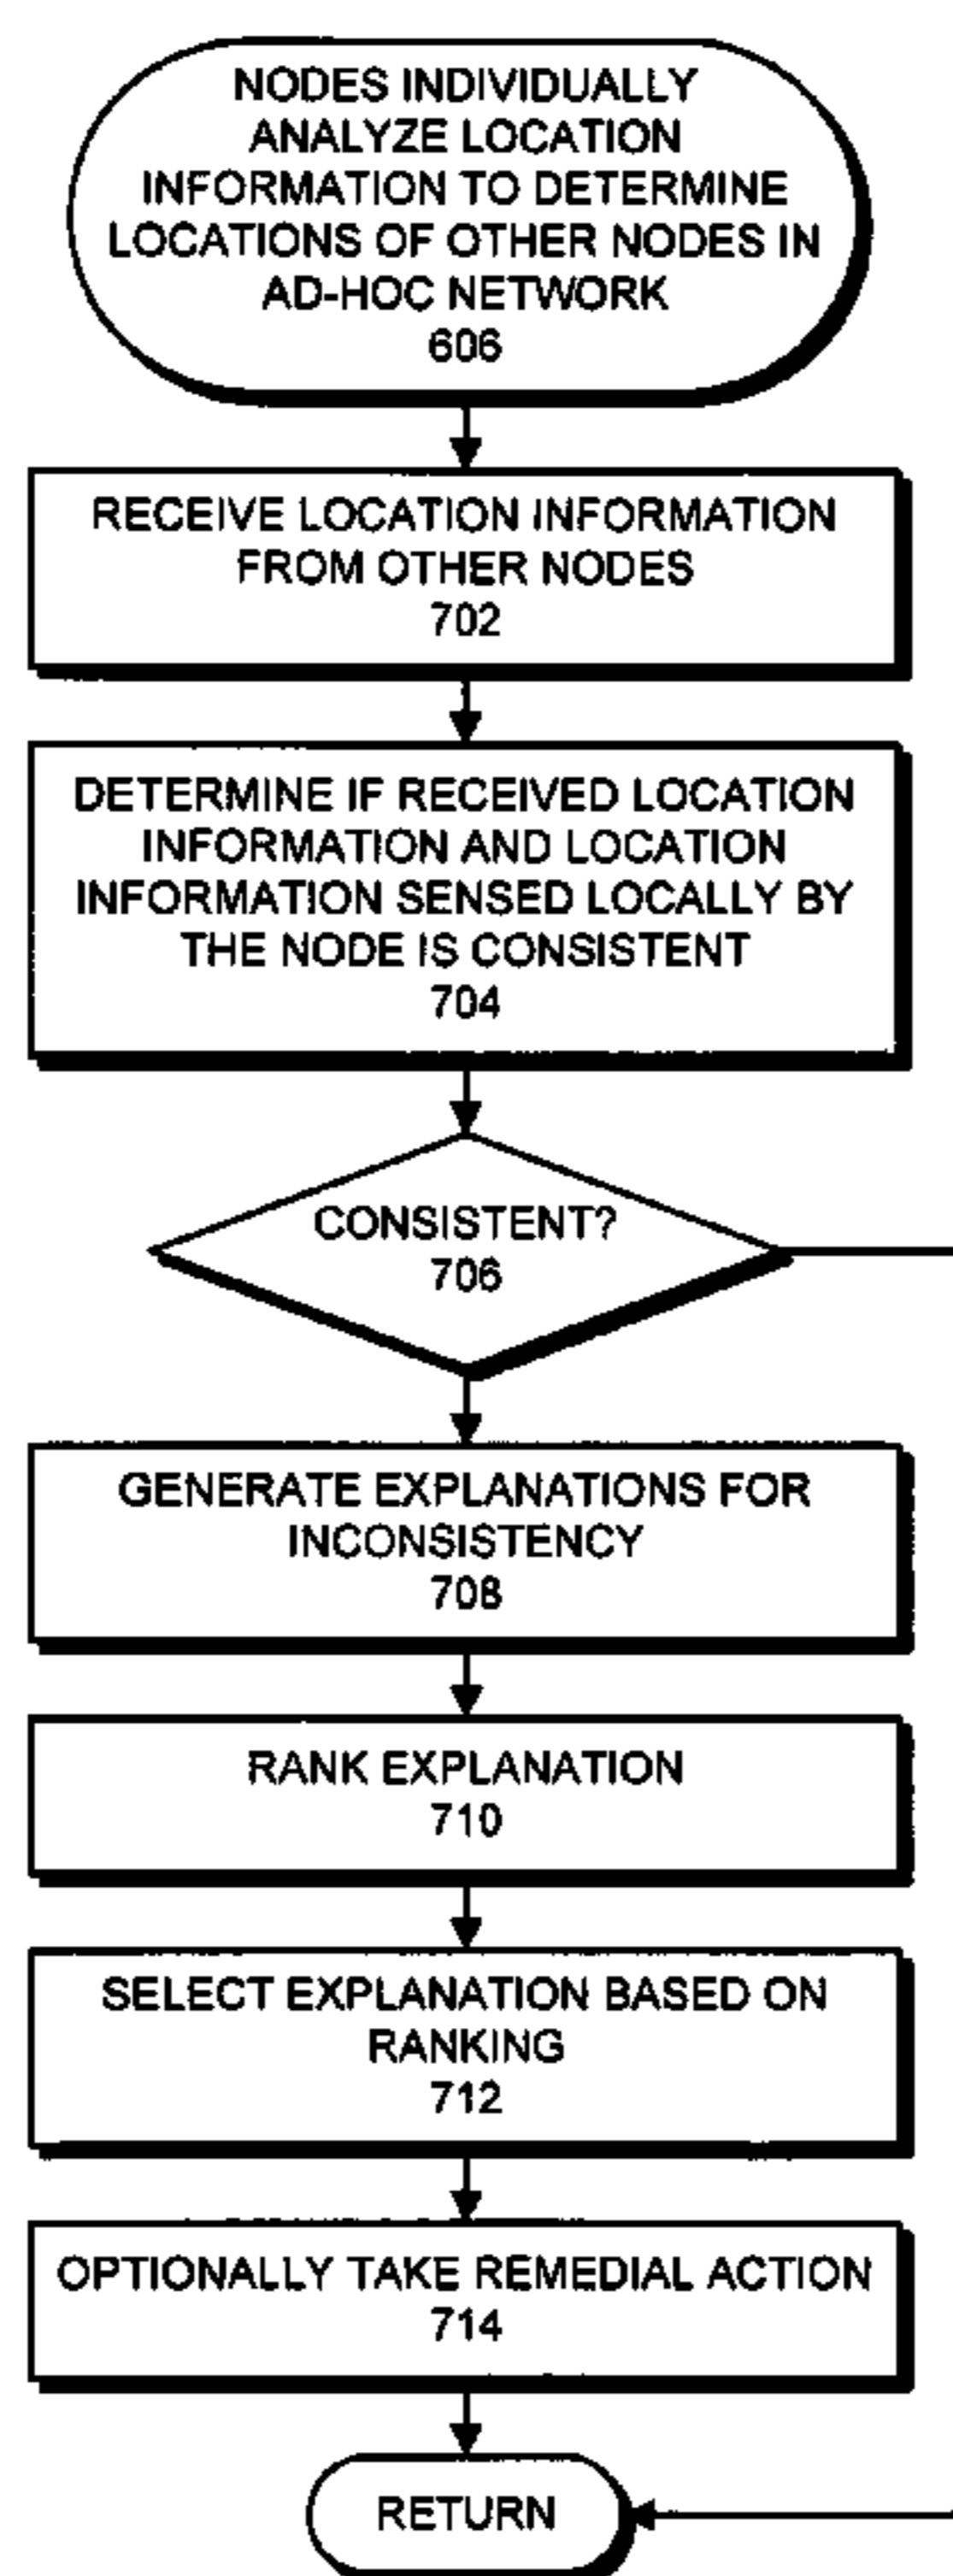 NODES INDIVIDUALLY
ANALYZE LOCATION
INFORMATION TO DETERMINE
LOCATIONS OF OTHER NODES IN
AD-HOC NETWORK
606
RECEIVE LOCATION INFORMATION
FROM OTHER NODES
702
DETERMINE IF RECEIVED LOCATION
INFORMATION AND LOCATION
INFORMATION SENSED LOCALLY BY
THE NODE IS CONSISTENT
704
CONSISTENT?
706
GENERATE EXPLANATIONS FOR
INCONSISTENCY
708
RANK EXPLANATION
710
SELECT EXPLANATION BASED ON
RANKING
712
OPTIONALLY TAKE REMEDIAL ACTION
714
RETURN